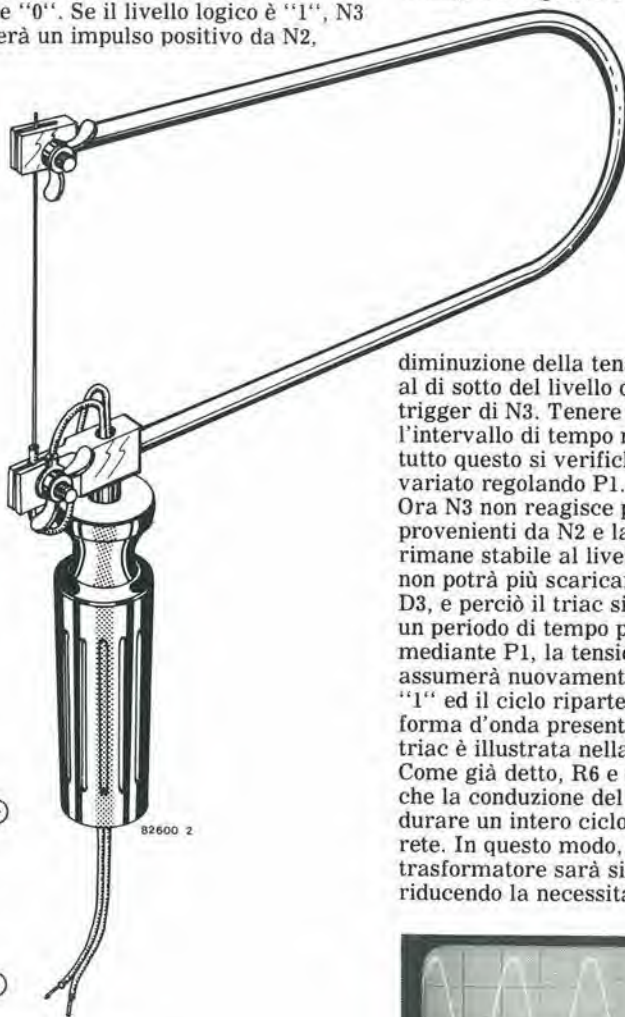 e "0". Se il livello logico è "1", N3
erà un impulso positivo da N2,
82600 2
diminuzione della ten
al di sotto del livello
trigger di N3. Tenere
l'intervallo di tempo
tutto questo si verific
variato regolando P1.
Ora N3 non reagisce
provenienti da N2 e la
rimane stabile al live
non potrà più scarica
D3, e perciò il triac si
un periodo di tempo
mediante P1, la tensi
assumerà nuovament
"1" ed il ciclo riparte
forma d'onda present
triac è illustrata nella
Come già detto, R6 e
che la conduzione del
durare un intero ciclo
rete. In questo modo,
trasformatore sarà si
riducendo la necessita